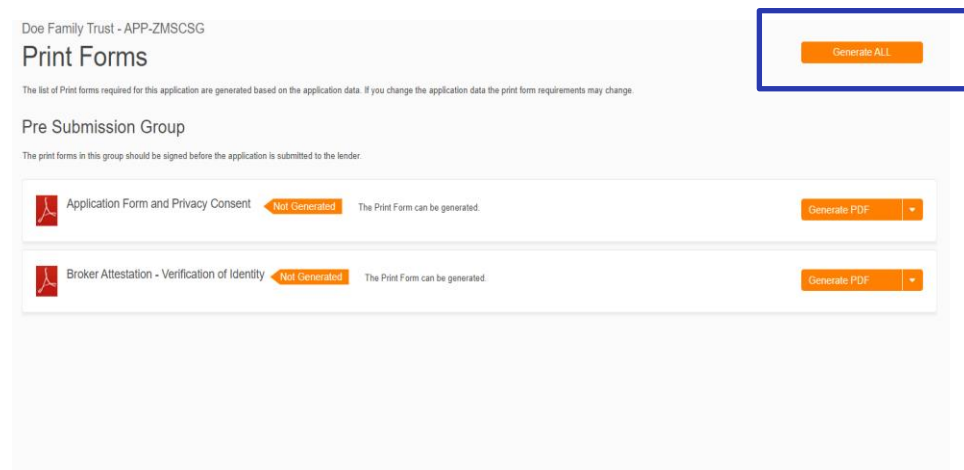 Doe Family Trust - APP-ZMSCSG
Print Forms
Generate ALL
The list of Print forms required for this application are generated based on the application data. If you change the application data the print form requirements may change.
Pre Submission Group
The print forms in this group should be signed before the application is submitted to the lender.
Application Form and Privacy Consent Not Generated The Print Form can be generated. Generate PDF
Broker Attestation - Verification of Identity Not Generated The Print Form can be generated. Generate PDF